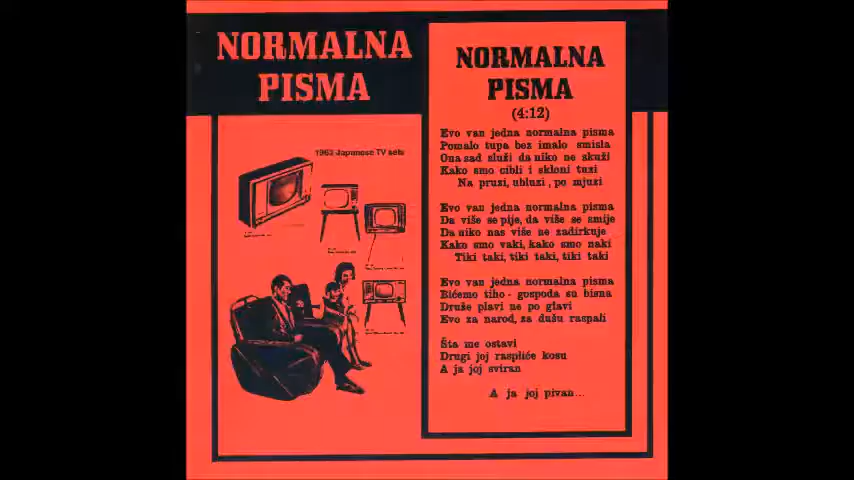 NORMALNA
PISMA
1963 Japanese TV sets
NORMALNA
PISMA
(4:12)
Evo van jedna normalna pisma
Pomalo tupa bez imalo smisla
Ona sad služi da niko ne skuži
Kako smo cibli i skloni tuzi
Na pruzi, ubluzi, po mjuzi
Evo van jedna normalna pisma
Da više se pije, da više se smije
Da niko nas više ne zadirkuje
Kako smo vaki, kako smo naki
Tiki taki, tiki taki, tiki taki
Evo van jedna normalna pisma
Bićemo tiho - gospoda su bisna
Druše plavi ne po glavi
Evo za narod, za dušu raspali
Šta me ostavi
Drugi joj raspliće kosu
A ja joj sviran
A ja joj pivan...